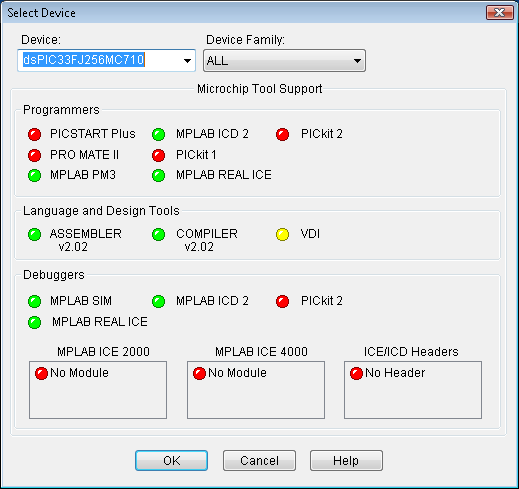 Select Device
Device: Device Family:
dsPIC33FJ256MC710 ALL
Microchip Tool Support
Programmers
PICSTART Plus MPLAB ICD 2 PICkit 2
PRO MATE II PICkit 1
MPLAB PM3 MPLAB REAL ICE
Language and Design Tools
ASSEMBLER COMPILER VDI
v2.02 v2.02
Debuggers
MPLAB SIM MPLAB ICD 2 PICkit 2
MPLAB REAL ICE
MPLAB ICE 2000 MPLAB ICE 4000 ICE/ICD Headers
No Module No Module No Header
OK Cancel Help